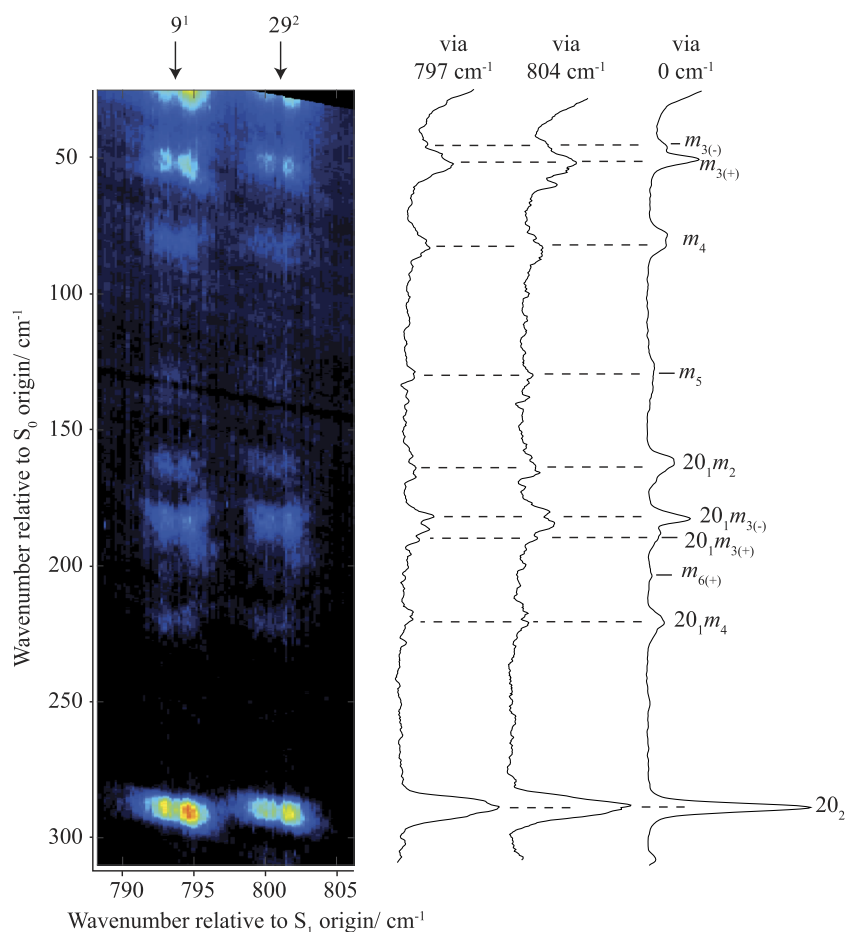 9¹ 29²
via via via
797 cm⁻¹ 804 cm⁻¹ 0 cm⁻¹
m₃₍₋₎
50
m₃₍₊₎
m₄
100
m₅
150
20₁m₂
20₁m₃₍₋₎
20₁m₃₍₊₎
200
m₆₍₊₎
20₁m₄
250
300
20₂
Wavenumber relative to S₀ origin/ cm⁻¹
790 795 800 805
Wavenumber relative to S₁ origin/ cm⁻¹